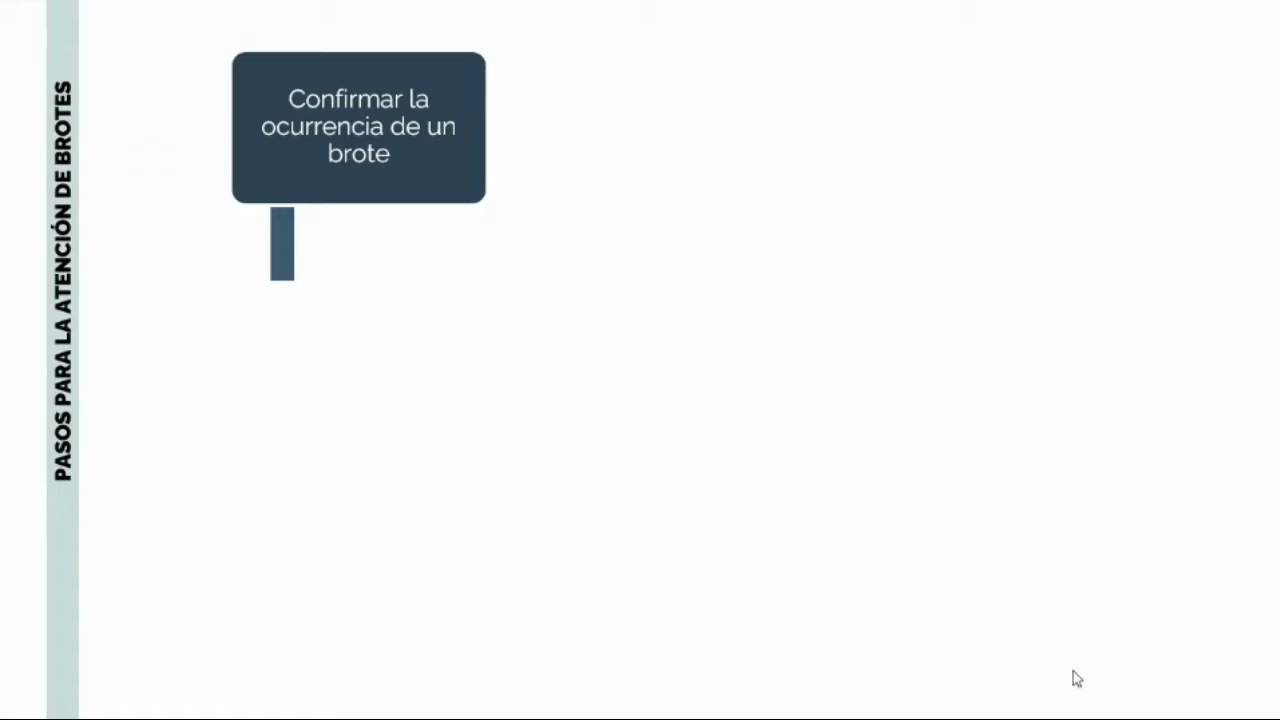 PASOS PARA LA ATENCIÓN DE BROTES
Confirmar la
ocurrencia de un
brote